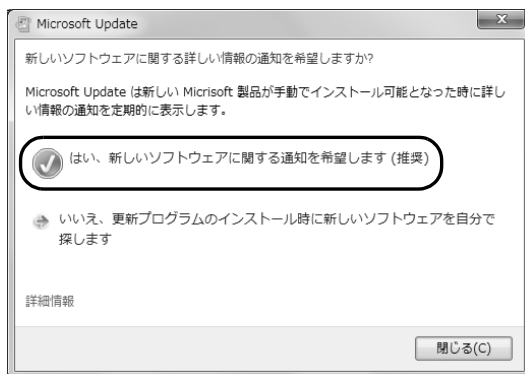 Microsoft Update
新しいソフトウェアに関する詳しい情報の通知を希望しますか?
Microsoft Update は新しい Micrisoft 製品が手動でインストール可能となった時に詳し
い情報の通知を定期的に表示します。
はい、新しいソフトウェアに関する通知を希望します (推奨)
いいえ、更新プログラムのインストール時に新しいソフトウェアを自分で
探します
詳細情報
閉じる(C)